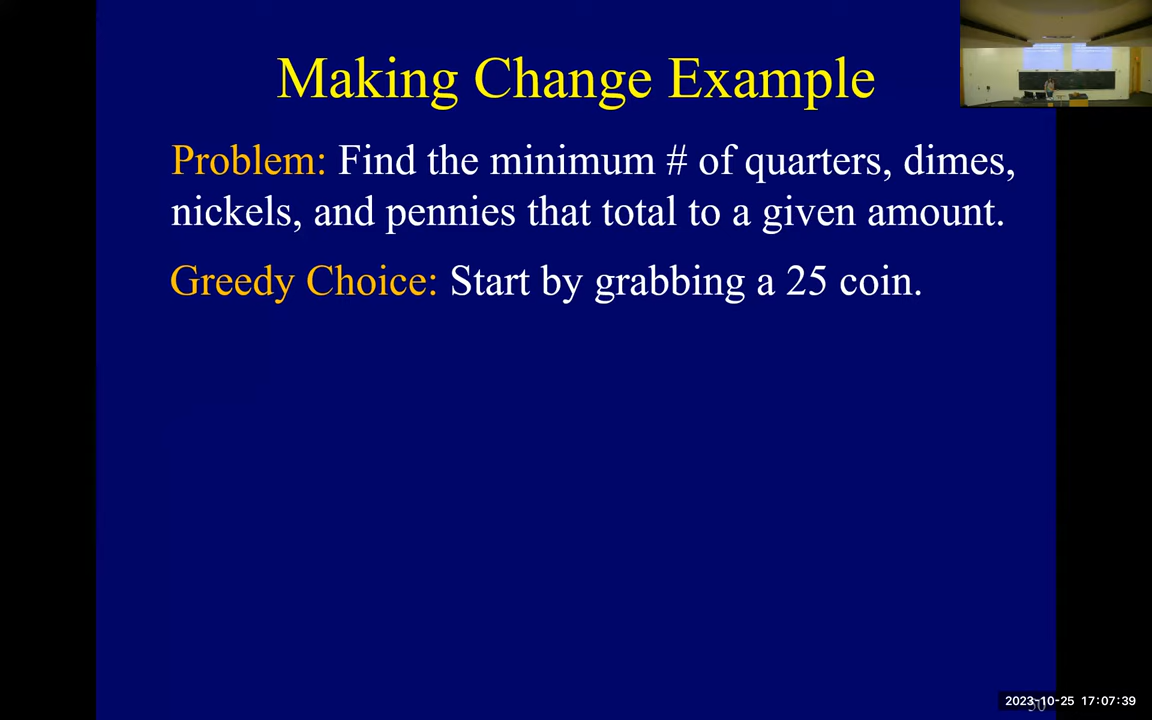 Making Change Example
Problem: Find the minimum # of quarters, dimes,
nickels, and pennies that total to a given amount.
Greedy Choice: Start by grabbing a 25 coin.
2023-10-25 17:07:39